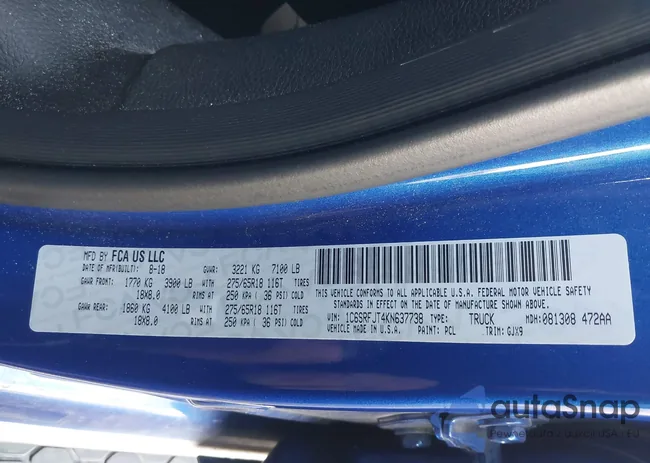 MFD BY FCA US LLC
DATE OF MFR(BUILT): 8-18 GVWR: 3221 KG 7100 LB
GAWR FRONT: 1770 KG 3900 LB WITH 275/65R18 116T TIRES
18X8.0 RIMS AT 250 KPA ( 36 PSI) COLD
GAWR REAR: 1860 KG 4100 LB WITH 275/65R18 116T TIRES
18X8.0 RIMS AT 250 KPA ( 36 PSI) COLD
THIS VEHICLE CONFORMS TO ALL APPLICABLE U.S.A. FEDERAL MOTOR VEHICLE SAFETY
STANDARDS IN EFFECT ON THE DATE OF MANUFACTURE SHOWN ABOVE.
VIN: 1C6SRFJT4KN637738 TYPE: TRUCK MDH: 081308 472AA
VEHICLE MADE IN U.S.A. PAINT: PCL TRIM: GJX9
autoSnap